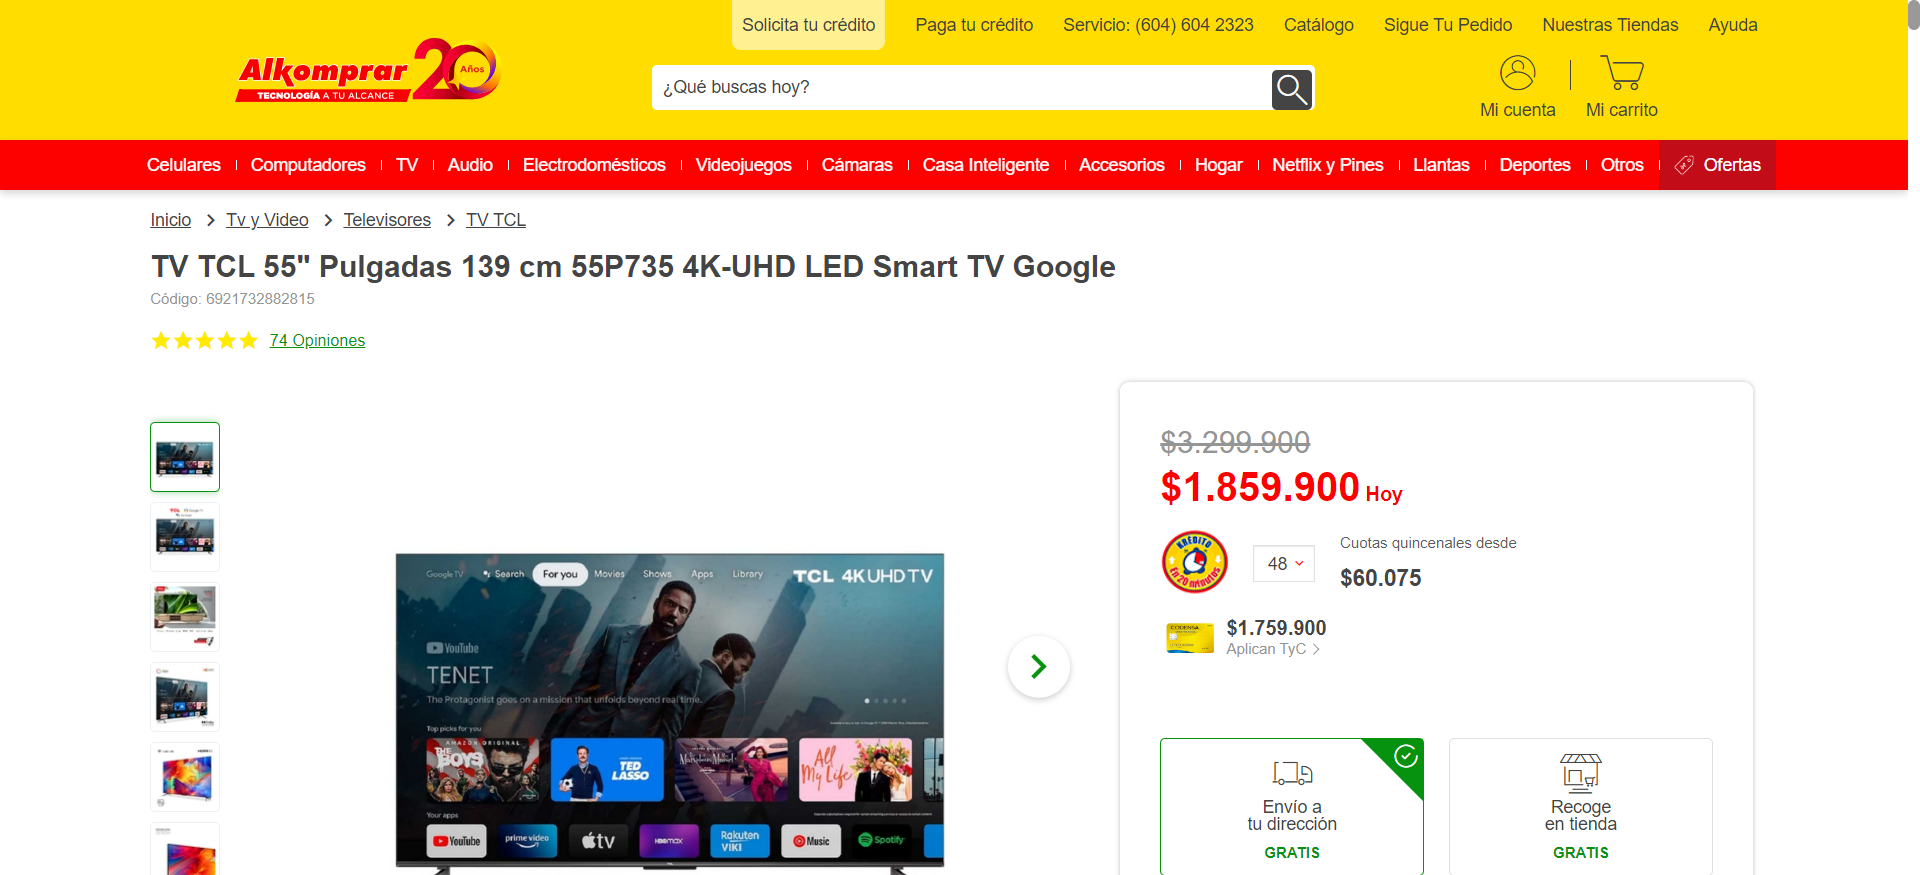 Solicita tu crédito
Paga tu crédito
Servicio: (604) 604 2323
Catálogo
Sigue Tu Pedido
Nuestras Tiendas
Ayuda
Alkomprar
TECNOLOGÍA A TU ALCANCE
20 Años
¿Qué buscas hoy?
Mi cuenta
Mi carrito
Celulares
Computadores
TV
Audio
Electrodomésticos
Videojuegos
Cámaras
Casa Inteligente
Accesorios
Hogar
Netflix y Pines
Llantas
Deportes
Otros
Ofertas
Inicio > Tv y Video > Televisores > TV TCL
TV TCL 55" Pulgadas 139 cm 55P735 4K-UHD LED Smart TV Google
Código: 6921732882815
74 Opiniones
Google TV Search For you Movies Shows Apps Library
TCL 4K UHD TV
YouTube
TENET
The Protagonist goes on a mission that unfolds beyond real time.
Top picks for you
AMAZON ORIGINAL
THE BOYS
TED LASSO
Marvelous Maisel
All My Life
Your apps
YouTube
prime video
tv
HBOMAX
Rakuten VIKI
Music
Spotify
$3.299.900
$1.859.900 Hoy
KREDITO
En 20 minutos
48
Cuotas quincenales desde
$60.075
CODENSA
$1.759.900
Aplican TyC
Envío a
tu dirección
GRATIS
Recoge
en tienda
GRATIS